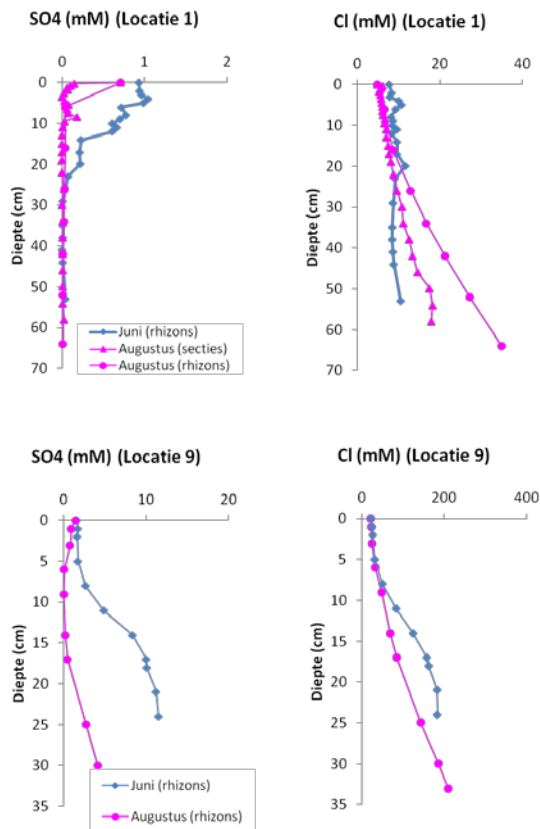 SO4 (mM) (Locatie 1)
0 1 2
0
10
20
30
40
50
60
70
Diepte (cm)
Juni (rhizons)
Augustus (secties)
Augustus (rhizons)
Cl (mM) (Locatie 1)
0 20 40
0
10
20
30
40
50
60
70
Diepte (cm)
SO4 (mM) (Locatie 9)
0 10 20
0
5
10
15
20
25
30
35
Diepte (cm)
Juni (rhizons)
Augustus (rhizons)
Cl (mM) (Locatie 9)
0 200 400
0
5
10
15
20
25
30
35
Diepte (cm)